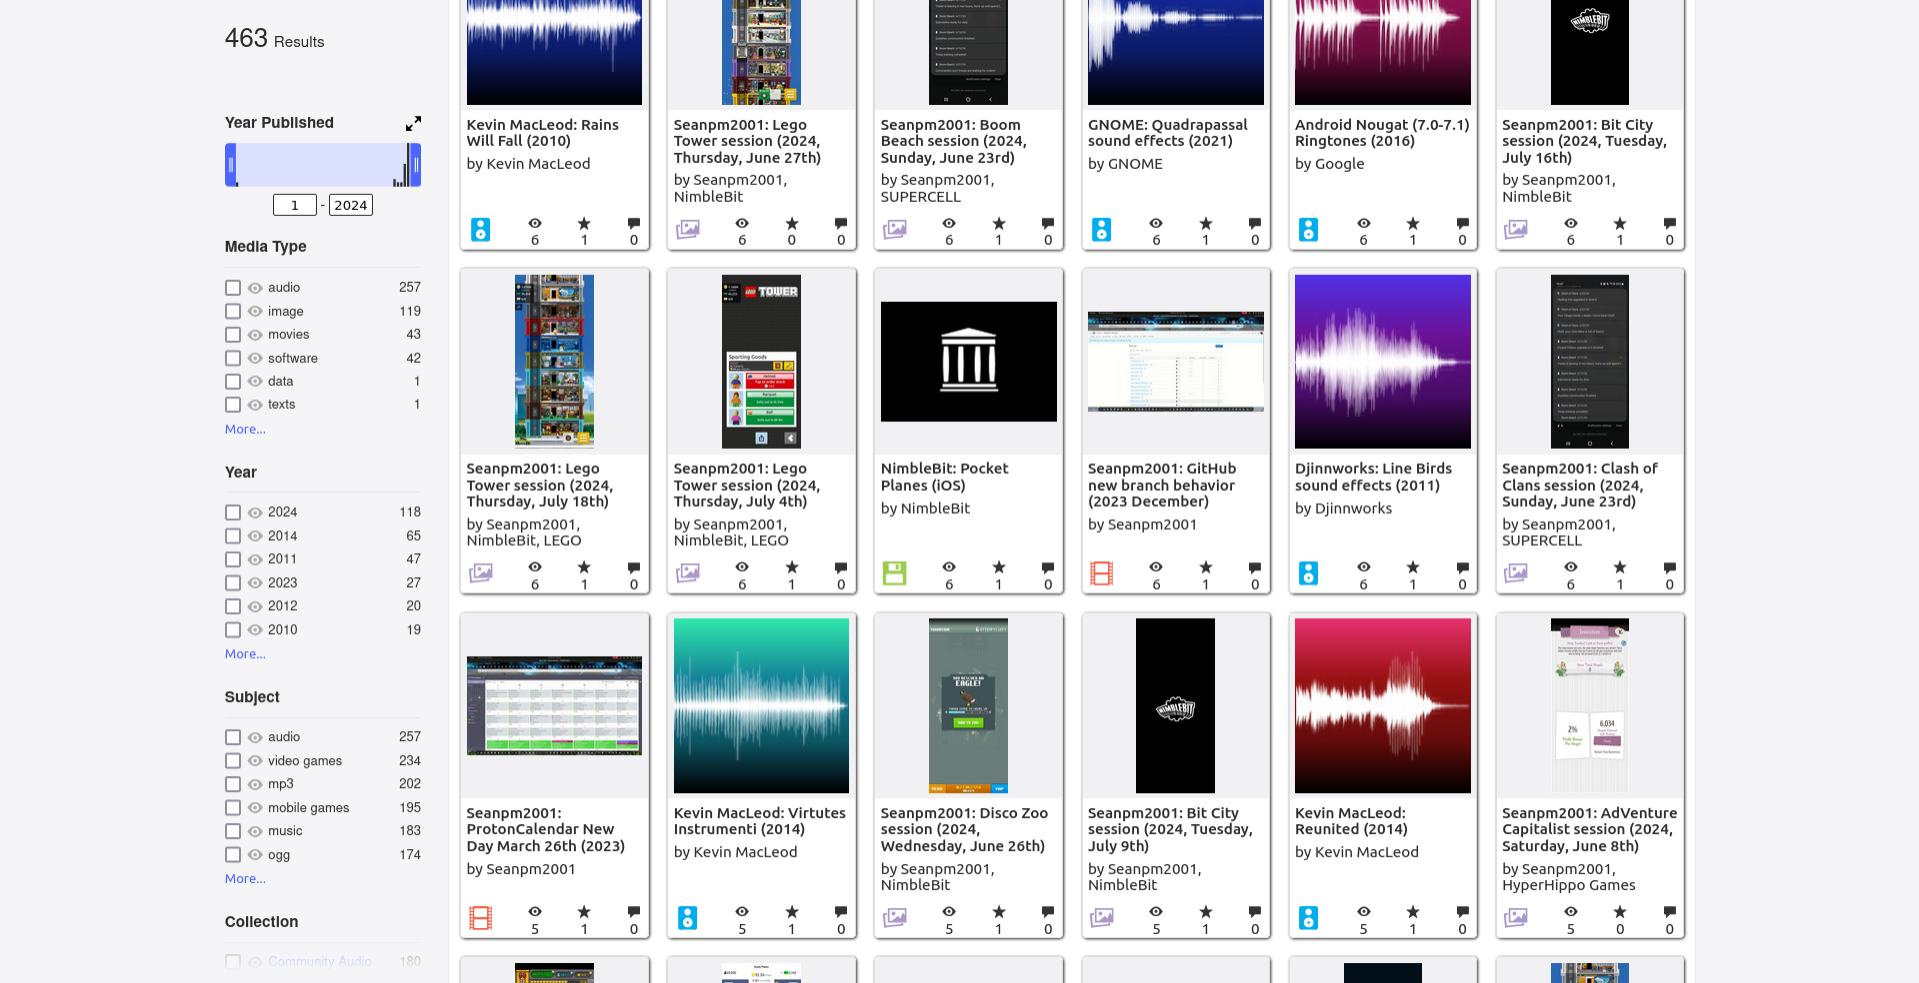 463 Results
Year Published
1 - 2024
Media Type
audio 257
image 119
movies 43
software 42
data 1
texts 1
More...
Year
2024 118
2014 65
2011 47
2023 27
2012 20
2010 19
More...
Subject
audio 257
video games 234
mp3 202
mobile games 195
music 183
ogg 174
More...
Collection
Community Audio 180
Kevin MacLeod: Rains
Will Fall (2010)
by Kevin MacLeod
6 1 0
Seanpm2001: Lego
Tower session (2024,
Thursday, June 27th)
by Seanpm2001,
NimbleBit
6 0 0
Seanpm2001: Boom
Beach session (2024,
Sunday, June 23rd)
by Seanpm2001,
SUPERCELL
6 1 0
GNOME: Quadrapassal
sound effects (2021)
by GNOME
6 1 0
Android Nougat (7.0-7.1)
Ringtones (2016)
by Google
6 1 0
NIMBLEBIT
Seanpm2001: Bit City
session (2024, Tuesday,
July 16th)
by Seanpm2001,
NimbleBit
6 1 0
Seanpm2001: Lego
Tower session (2024,
Thursday, July 18th)
by Seanpm2001,
NimbleBit, LEGO
6 1 0
LEGO TOWER
Sporting Goods
Seanpm2001: Lego
Tower session (2024,
Thursday, July 4th)
by Seanpm2001,
NimbleBit, LEGO
6 1 0
NimbleBit: Pocket
Planes (iOS)
by NimbleBit
6 1 0
Seanpm2001: GitHub
new branch behavior
(2023 December)
by Seanpm2001
6 1 0
Djinnworks: Line Birds
sound effects (2011)
by Djinnworks
6 1 0
Seanpm2001: Clash of
Clans session (2024,
Sunday, June 23rd)
by Seanpm2001,
SUPERCELL
6 1 0
Seanpm2001:
ProtonCalendar New
Day March 26th (2023)
by Seanpm2001
5 1 0
Kevin MacLeod: Virtutes
Instrumenti (2014)
by Kevin MacLeod
5 1 0
EAGLE!
Seanpm2001: Disco Zoo
session (2024,
Wednesday, June 26th)
by Seanpm2001,
NimbleBit
5 1 0
NIMBLEBIT
Seanpm2001: Bit City
session (2024, Tuesday,
July 9th)
by Seanpm2001,
NimbleBit
5 1 0
Kevin MacLeod:
Reunited (2014)
by Kevin MacLeod
5 1 0
2%
6,034
Seanpm2001: AdVenture
Capitalist session (2024,
Saturday, June 8th)
by Seanpm2001,
HyperHippo Games
5 0 0